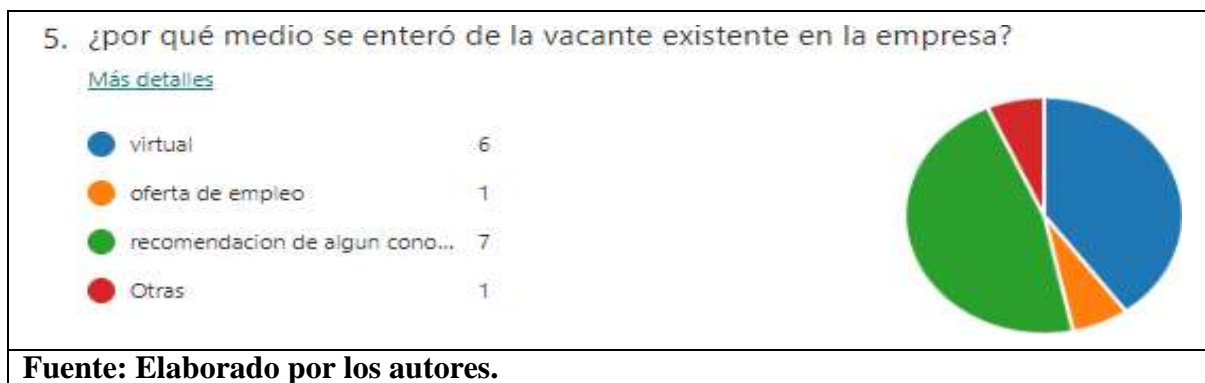 5. ¿por qué medio se enteró de la vacante existente en la empresa?
Más detalles
virtual 6
oferta de empleo 1
recomendacion de algun cono... 7
Otras 1
Fuente: Elaborado por los autores.